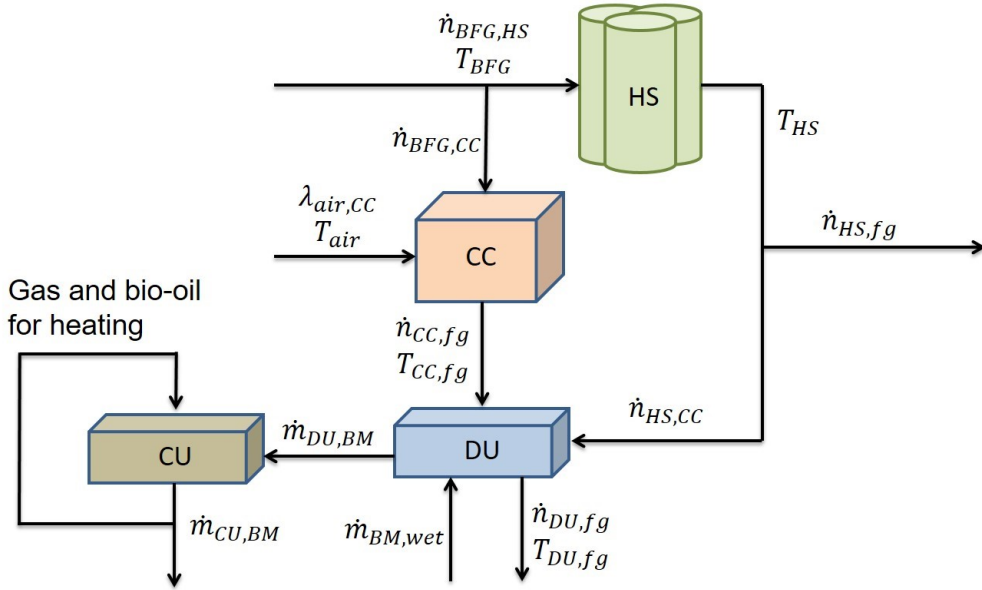 ṅ_BFG,HS
T_BFG
HS
T_HS
ṅ_BFG,CC
λ_air,CC
T_air
CC
ṅ_HS,fg
Gas and bio-oil
for heating
ṅ_CC,fg
T_CC,fg
ṅ_HS,CC
CU
ṁ_DU,BM
DU
ṁ_CU,BM
ṁ_BM,wet
ṅ_DU,fg
T_DU,fg